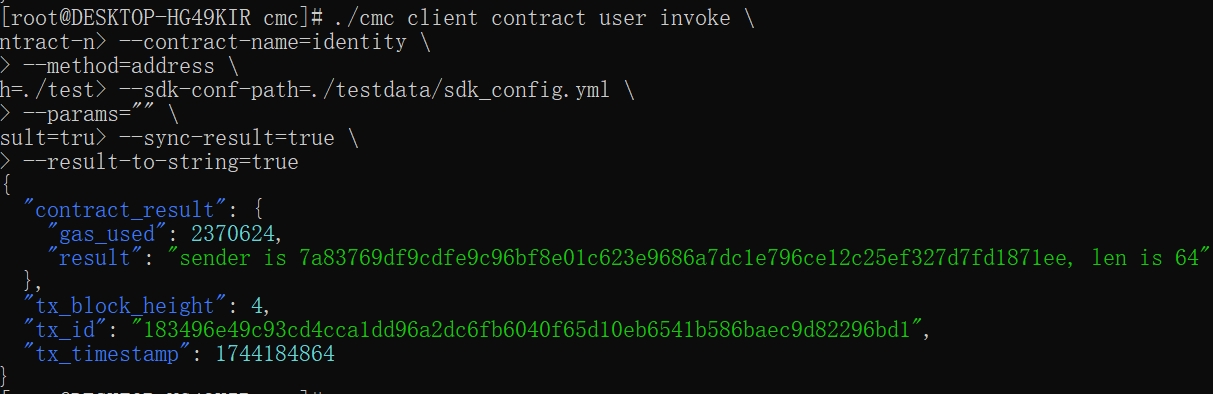 [root@DESKTOP-HG49KIR cmc]# ./cmc client contract user invoke \
ntract-n> --contract-name=identity \
> --method=address \
h=./test> --sdk-conf-path=./testdata/sdk_config.yml \
> --params="" \
sult=tru> --sync-result=true \
> --result-to-string=true
{
  "contract_result": {
    "gas_used": 2370624,
    "result": "sender is 7a83769df9cdfe9c96bf8e01c623e9686a7dc1e796ce12c25ef327d7fd1871ee, len is 64"
  },
  "tx_block_height": 4,
  "tx_id": "183496e49c93cd4cca1dd96a2dc6fb6040f65d10eb6541b586baec9d82296bd1",
  "tx_timestamp": 1744184864
}